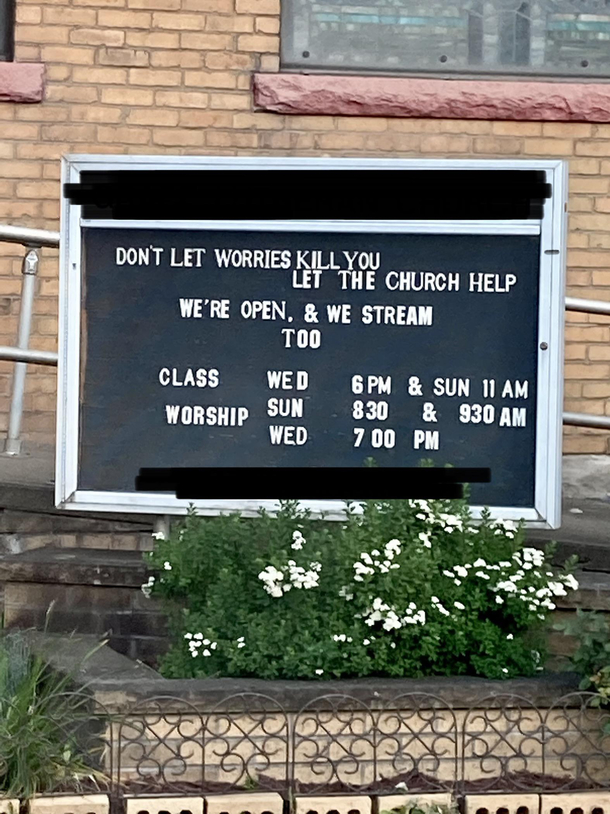 DON'T LET WORRIES KILL YOU
LET THE CHURCH HELP
WE'RE OPEN, & WE STREAM
TOO
CLASS WED 6 PM & SUN 11 AM
WORSHIP SUN 830 & 930 AM
WED 7 00 PM